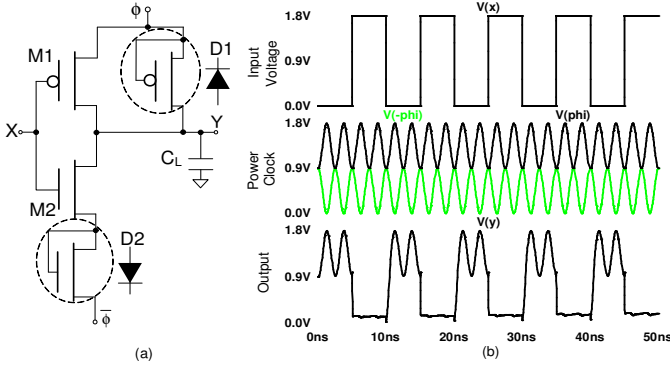 ϕ
M1
D1
X
Y
C_L
M2
D2
ϕ̅
(a)
V(x)
1.8V
0.9V
0.0V
Input
Voltage
V(-phi)
V(phi)
1.8V
0.9V
0.0V
Power
Clock
V(y)
1.8V
0.9V
0.0V
Output
0ns 10ns 20ns 30ns 40ns 50ns
(b)